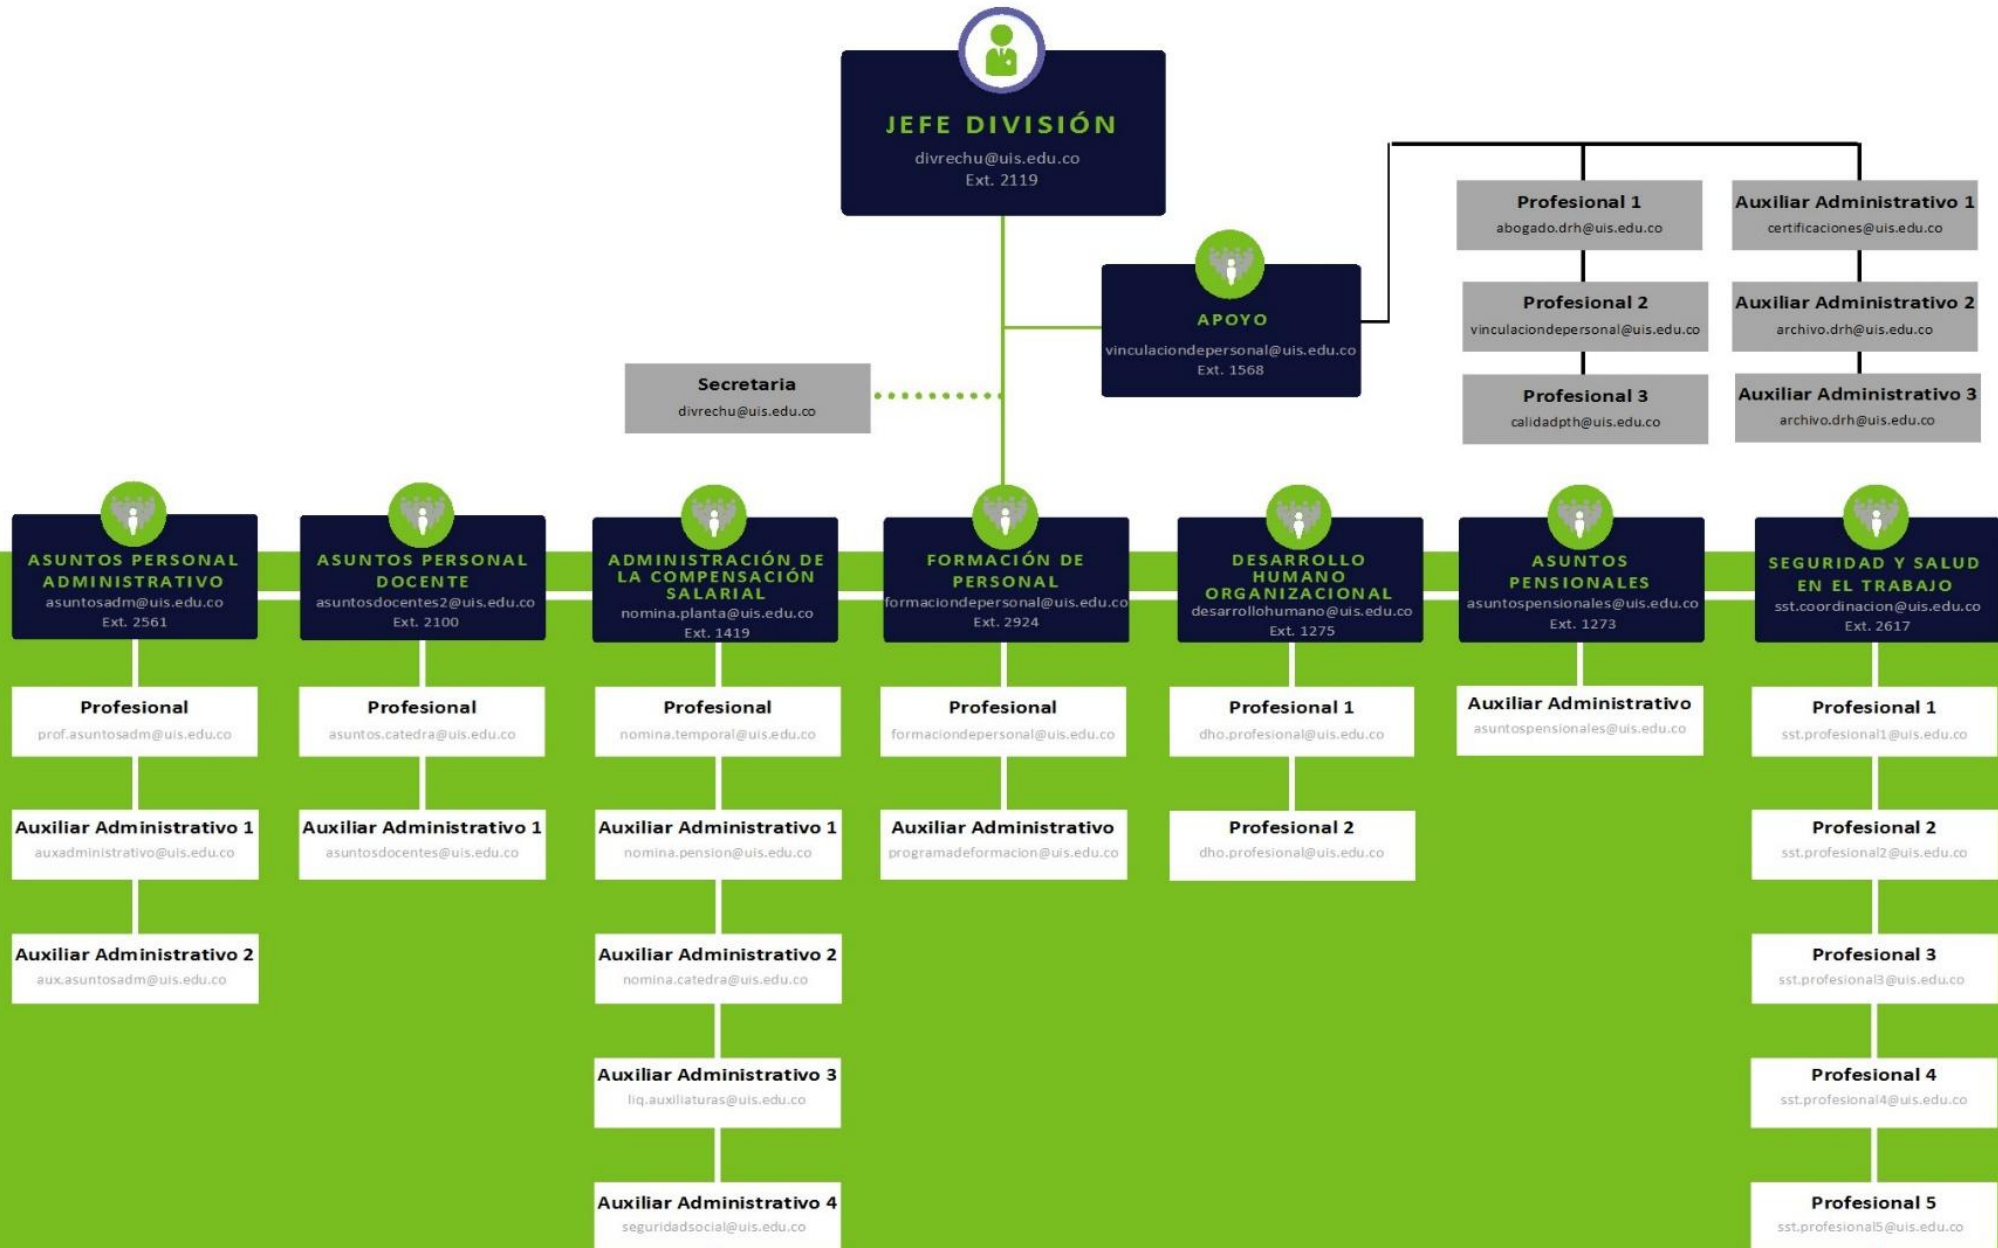 JEFE DIVISIÓN
divrechu@uis.edu.co
Ext. 2119
APOYO
vinculaciondepersonal@uis.edu.co
Ext. 1568
Profesional 1
abogado.drh@uis.edu.co
Profesional 2
vinculaciondepersonal@uis.edu.co
Profesional 3
calidadpth@uis.edu.co
Auxiliar Administrativo 1
certificaciones@uis.edu.co
Auxiliar Administrativo 2
archivo.drh@uis.edu.co
Auxiliar Administrativo 3
archivo.drh@uis.edu.co
Secretaria
divrechu@uis.edu.co
ASUNTOS PERSONAL
ADMINISTRATIVO
asuntosadm@uis.edu.co
Ext. 2561
Profesional
prof.asuntosadm@uis.edu.co
Auxiliar Administrativo 1
auxadministrativo@uis.edu.co
Auxiliar Administrativo 2
aux.asuntosadm@uis.edu.co
ASUNTOS PERSONAL
DOCENTE
asuntosdocentes2@uis.edu.co
Ext. 2100
Profesional
asuntos.catedra@uis.edu.co
Auxiliar Administrativo 1
asuntosdocentes@uis.edu.co
ADMINISTRACIÓN DE
LA COMPENSACIÓN
SALARIAL
nomina.planta@uis.edu.co
Ext. 1419
Profesional
nomina.temporal@uis.edu.co
Auxiliar Administrativo 1
nomina.pension@uis.edu.co
Auxiliar Administrativo 2
nomina.catedra@uis.edu.co
Auxiliar Administrativo 3
liq.auxiliaturas@uis.edu.co
Auxiliar Administrativo 4
seguridadsocial@uis.edu.co
FORMACIÓN DE
PERSONAL
formaciondepersonal@uis.edu.co
Ext. 2924
Profesional
formaciondepersonal@uis.edu.co
Auxiliar Administrativo
programadeformacion@uis.edu.co
DESARROLLO
HUMANO
ORGANIZACIONAL
desarrollohumano@uis.edu.co
Ext. 1275
Profesional 1
dho.profesional@uis.edu.co
Profesional 2
dho.profesional@uis.edu.co
ASUNTOS
PENSIONALES
asuntospensionales@uis.edu.co
Ext. 1273
Auxiliar Administrativo
asuntospensionales@uis.edu.co
SEGURIDAD Y SALUD
EN EL TRABAJO
sst.coordinacion@uis.edu.co
Ext. 2617
Profesional 1
sst.profesional1@uis.edu.co
Profesional 2
sst.profesional2@uis.edu.co
Profesional 3
sst.profesional3@uis.edu.co
Profesional 4
sst.profesional4@uis.edu.co
Profesional 5
sst.profesional5@uis.edu.co